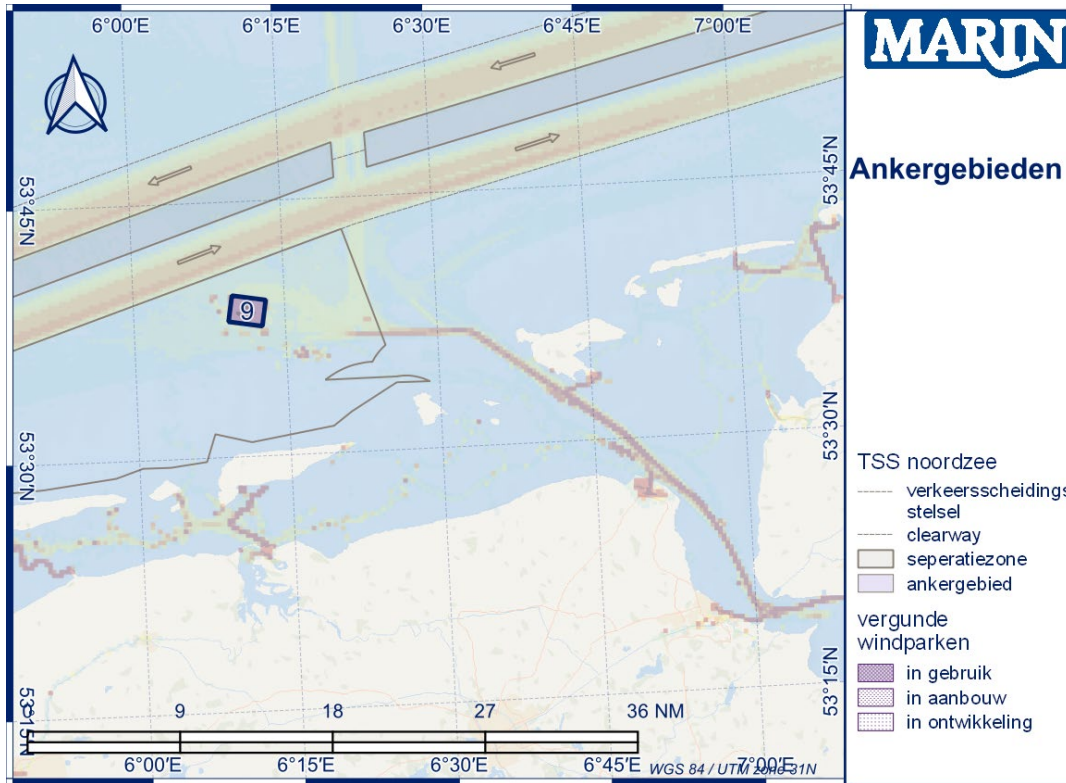 6°00'E 6°15'E 6°30'E 6°45'E 7°00'E
MARIN
Ankergebieden
53°45'N
53°45'N
9
53°30'N
53°30'N
TSS noordzee
verkeersscheidings
stelsel
clearway
seperatiezone
ankergebied
vergunde
windparken
in gebruik
in aanbouw
in ontwikkeling
53°15'N
53°15'N
9 18 27 36 NM
6°00'E 6°15'E 6°30'E 6°45'E 7°00'E
WGS 84 / UTM zone 31N